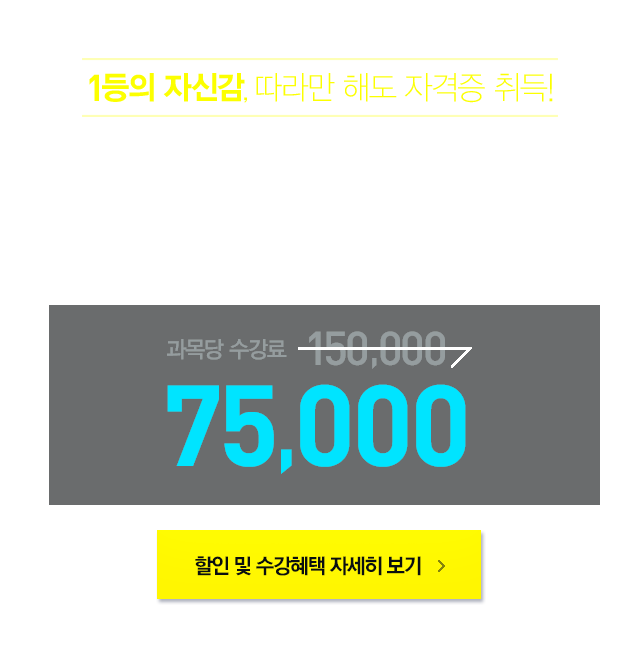 1등의 자신감, 따라만 해도 자격증 취득!
과목당 수강료 150,000
75,000
할인 및 수강혜택 자세히 보기 >